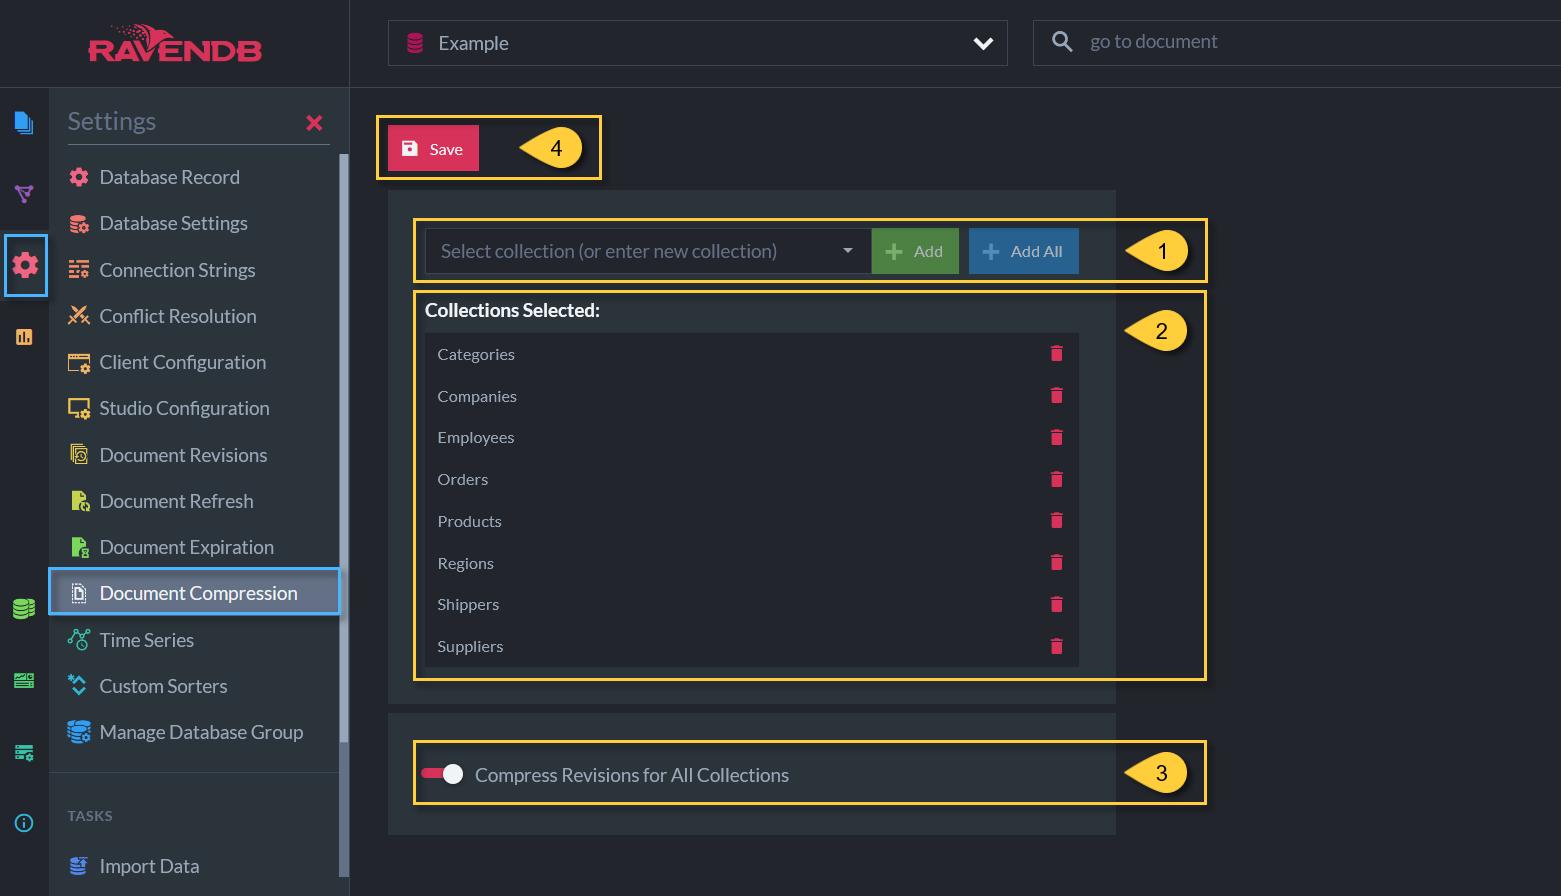 RAVENDB
Example
go to document
Settings
Database Record
Database Settings
Connection Strings
Conflict Resolution
Client Configuration
Studio Configuration
Document Revisions
Document Refresh
Document Expiration
Document Compression
Time Series
Custom Sorters
Manage Database Group
TASKS
Import Data
Save
4
Select collection (or enter new collection)
Add
Add All
1
Collections Selected:
2
Categories
Companies
Employees
Orders
Products
Regions
Shippers
Suppliers
Compress Revisions for All Collections
3